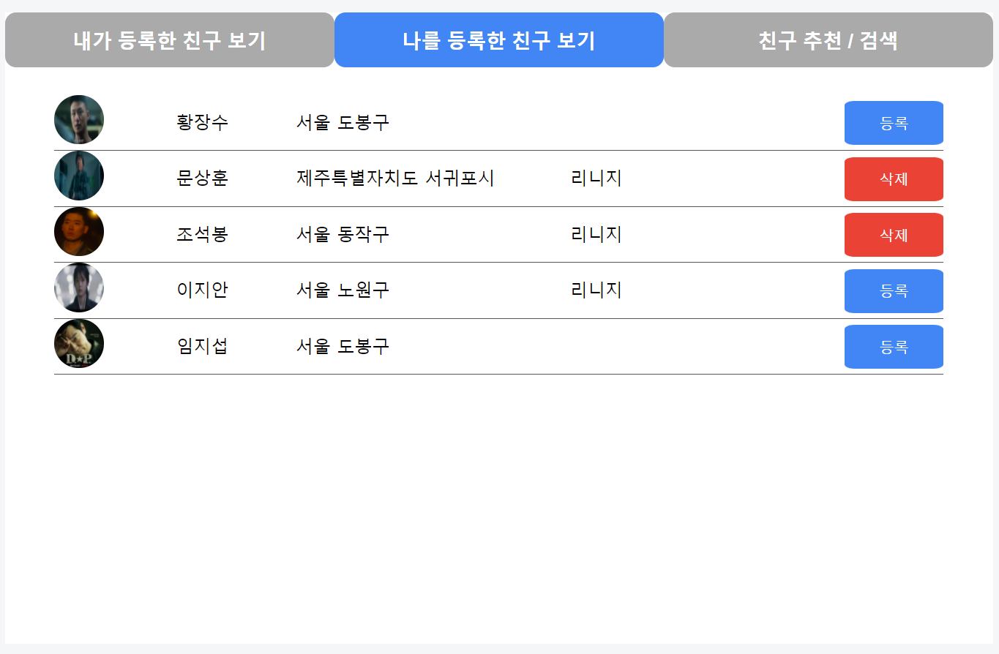 내가 등록한 친구 보기 나를 등록한 친구 보기 친구 추천 / 검색
황장수 서울 도봉구 등록
문상훈 제주특별자치도 서귀포시 리니지 삭제
조석봉 서울 동작구 리니지 삭제
이지안 서울 노원구 리니지 등록
D.P.
임지섭 서울 도봉구 등록